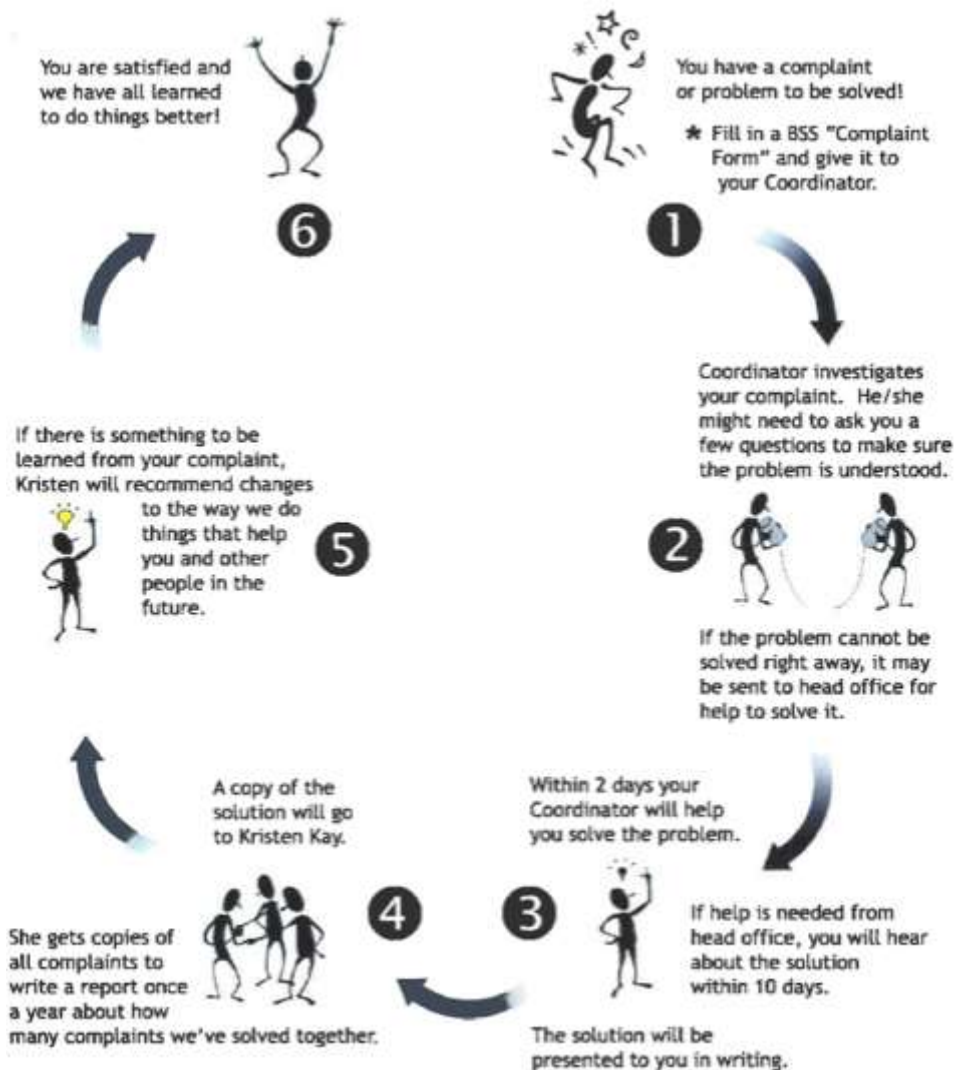 You have a complaint
or problem to be solved!
* Fill in a BSS "Complaint
Form" and give it to
your Coordinator.
1
Coordinator investigates
your complaint. He/she
might need to ask you a
few questions to make sure
the problem is understood.
2
If the problem cannot be
solved right away, it may
be sent to head office for
help to solve it.
Within 2 days your
Coordinator will help
you solve the problem.
3
If help is needed from
head office, you will hear
about the solution
within 10 days.
The solution will be
presented to you in writing.
A copy of the
solution will go
to Kristen Kay.
4
She gets copies of
all complaints to
write a report once
a year about how
many complaints we've solved together.
If there is something to be
learned from your complaint,
Kristen will recommend changes
to the way we do
things that help
you and other
people in the
future.
5
You are satisfied and
we have all learned
to do things better!
6